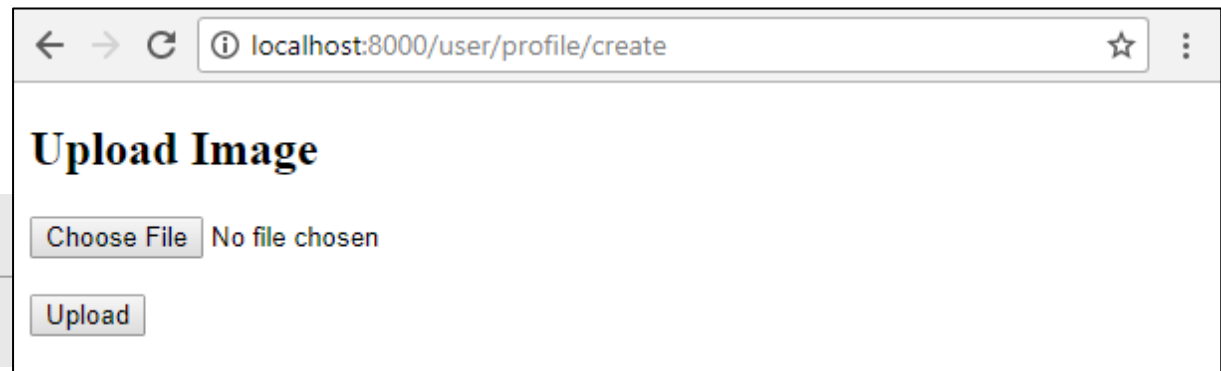 localhost:8000/user/profile/create
Upload Image
Choose File No file chosen
Upload